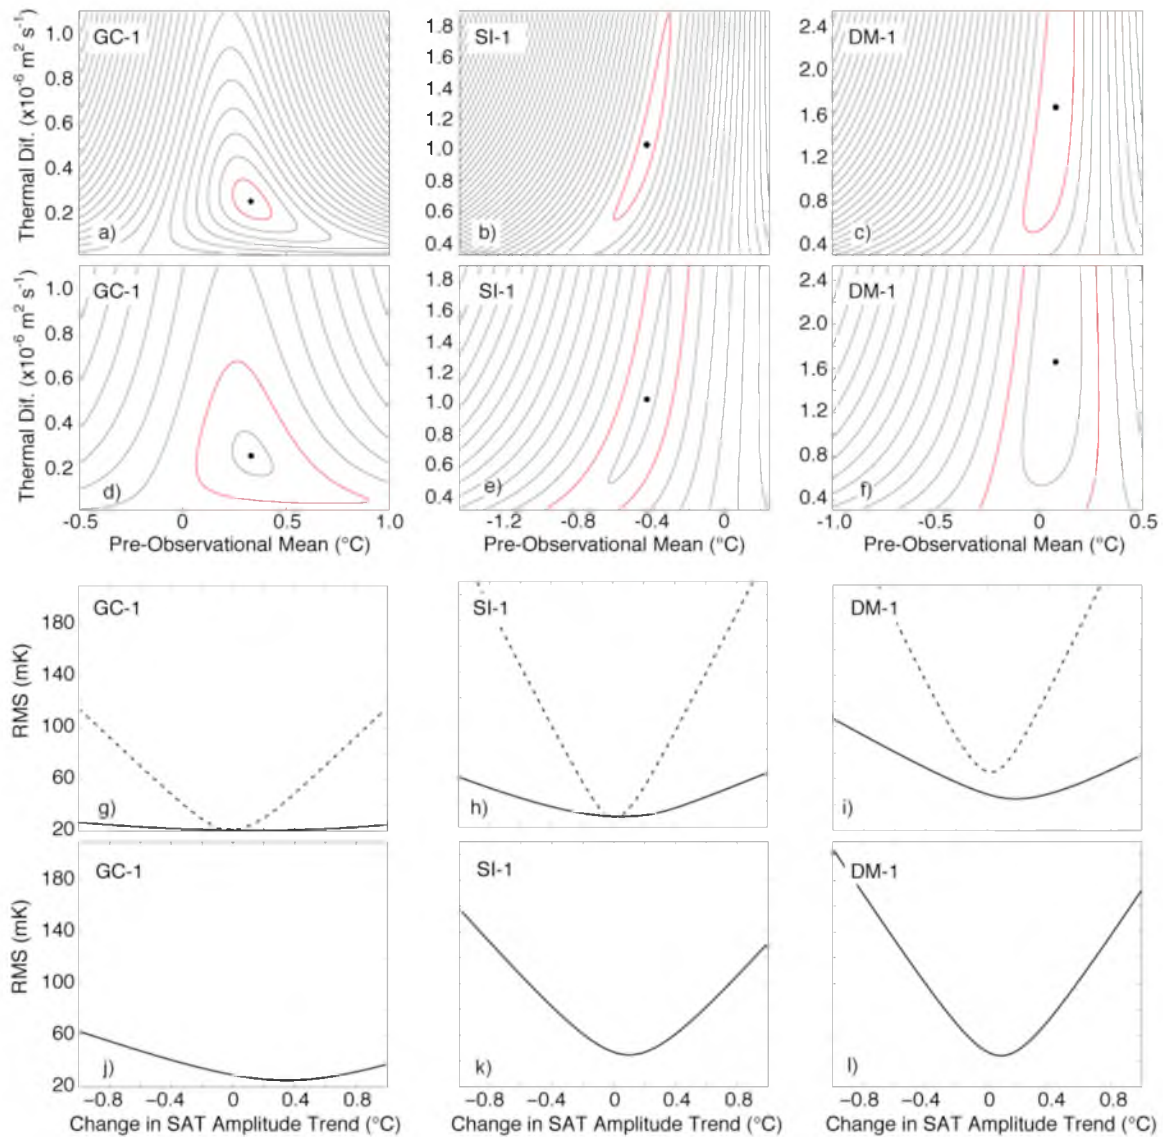 GC-1
SI-1
DM-1
1.0
0.8
0.6
0.4
0.2
Thermal Dif. (x10⁻⁶ m² s⁻¹)
a)
1.8
1.6
1.4
1.2
1.0
0.8
0.6
0.4
b)
2.4
2.0
1.6
1.2
0.8
0.4
c)
GC-1
SI-1
DM-1
1.0
0.8
0.6
0.4
0.2
Thermal Dif. (x10⁻⁶ m² s⁻¹)
d)
1.8
1.6
1.4
1.2
1.0
0.8
0.6
0.4
e)
2.4
2.0
1.6
1.2
0.8
0.4
f)
-0.5 0 0.5 1.0
-1.2 -0.8 -0.4 0
-1.0 -0.5 0 0.5
Pre-Observational Mean (°C)
Pre-Observational Mean (°C)
Pre-Observational Mean (°C)
GC-1
SI-1
DM-1
180
140
100
60
20
RMS (mK)
g)
h)
i)
GC-1
SI-1
DM-1
180
140
100
60
20
RMS (mK)
j)
k)
l)
−0.8 −0.4 0 0.4 0.8
−0.8 −0.4 0 0.4 0.8
−0.8 −0.4 0 0.4 0.8
Change in SAT Amplitude Trend (°C)
Change in SAT Amplitude Trend (°C)
Change in SAT Amplitude Trend (°C)